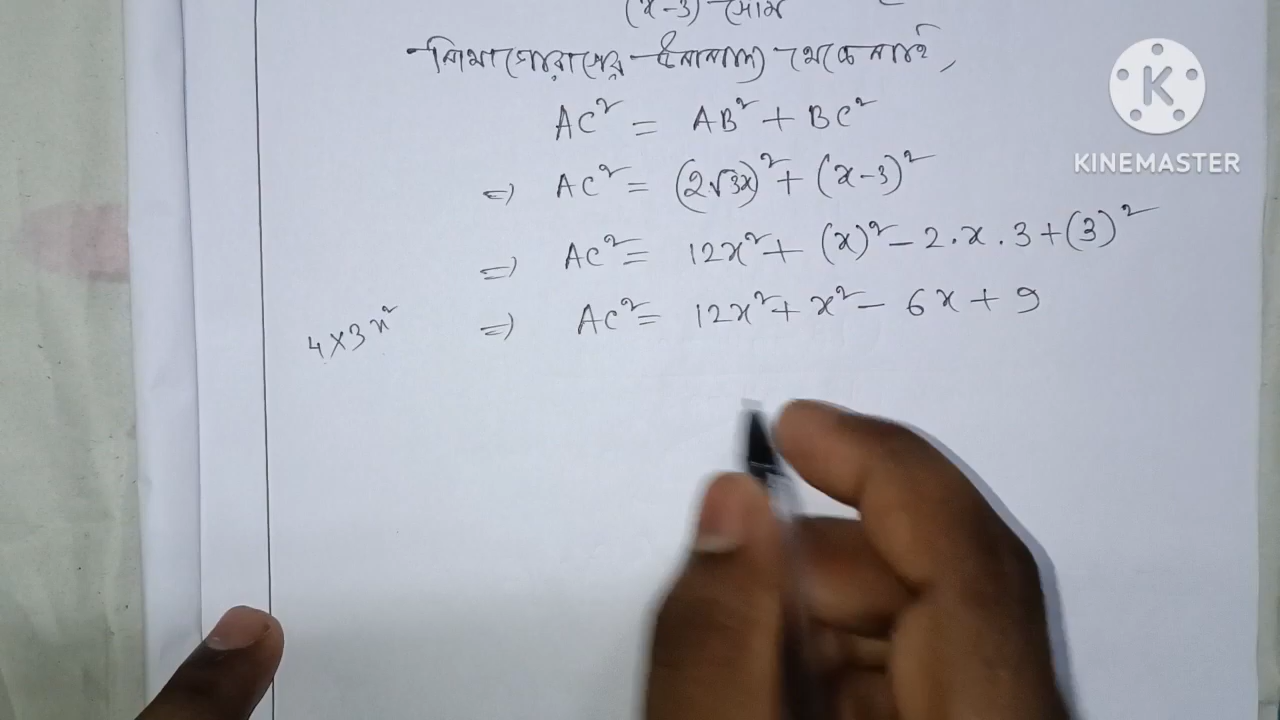 (x-3) সেমি
পিথাগোরাসের উপপাদ্য থেকে পাই,
AC² = AB² + BC²
⇒ AC² = (2√3x)² + (x-3)²
⇒ AC² = 12x² + (x)² - 2.x.3 + (3)²
⇒ AC² = 12x² + x² - 6x + 9
4×3x²
K
KINEMASTER